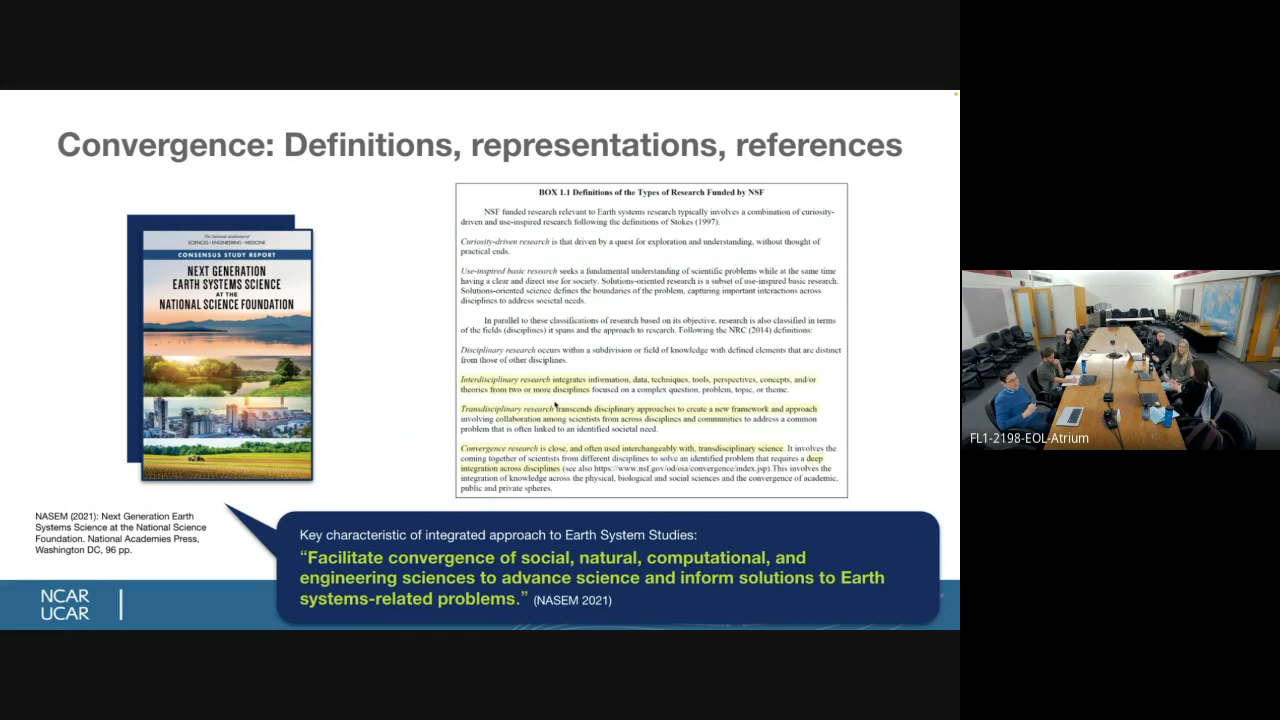 Convergence: Definitions, representations, references
The National Academies of
SCIENCES • ENGINEERING • MEDICINE
CONSENSUS STUDY REPORT
NEXT GENERATION
EARTH SYSTEMS SCIENCE
AT THE
NATIONAL SCIENCE FOUNDATION
BOX 1.1 Definitions of the Types of Research Funded by NSF
NSF funded research relevant to Earth systems research typically involves a combination of curiosity-
driven and use-inspired research following the definitions of Stokes (1997).
Curiosity-driven research is that driven by a quest for exploration and understanding, without thought of
practical ends.
Use-inspired basic research seeks a fundamental understanding of scientific problems while at the same time
having a clear and direct use for society. Solutions-oriented research is a subset of use-inspired basic research.
Solutions-oriented science defines the boundaries of the problem, capturing important interactions across
disciplines to address societal needs.
In parallel to these classifications of research based on its objective, research is also classified in terms
of the fields (disciplines) it spans and the approach to research. Following the NRC (2014) definitions:
Disciplinary research occurs within a subdivision or field of knowledge with defined elements that are distinct
from those of other disciplines.
Interdisciplinary research integrates information, data, techniques, tools, perspectives, concepts, and/or
theories from two or more disciplines focused on a complex question, problem, topic, or theme.
Transdisciplinary research transcends disciplinary approaches to create a new framework and approach
involving collaboration among scientists from across disciplines and communities to address a common
problem that is often linked to an identified societal need.
Convergence research is close, and often used interchangeably with, transdisciplinary science. It involves the
coming together of scientists from different disciplines to solve an identified problem that requires a deep
integration across disciplines (see also https://www.nsf.gov/od/oia/convergence/index.jsp).This involves the
integration of knowledge across the physical, biological and social sciences and the convergence of academic,
public and private spheres.
NASEM (2021): Next Generation Earth
Systems Science at the National Science
Foundation. National Academies Press,
Washington DC, 96 pp.
Key characteristic of integrated approach to Earth System Studies:
“Facilitate convergence of social, natural, computational, and
engineering sciences to advance science and inform solutions to Earth
systems-related problems.” (NASEM 2021)
NCAR
UCAR
FL1-2198-EOL-Atrium